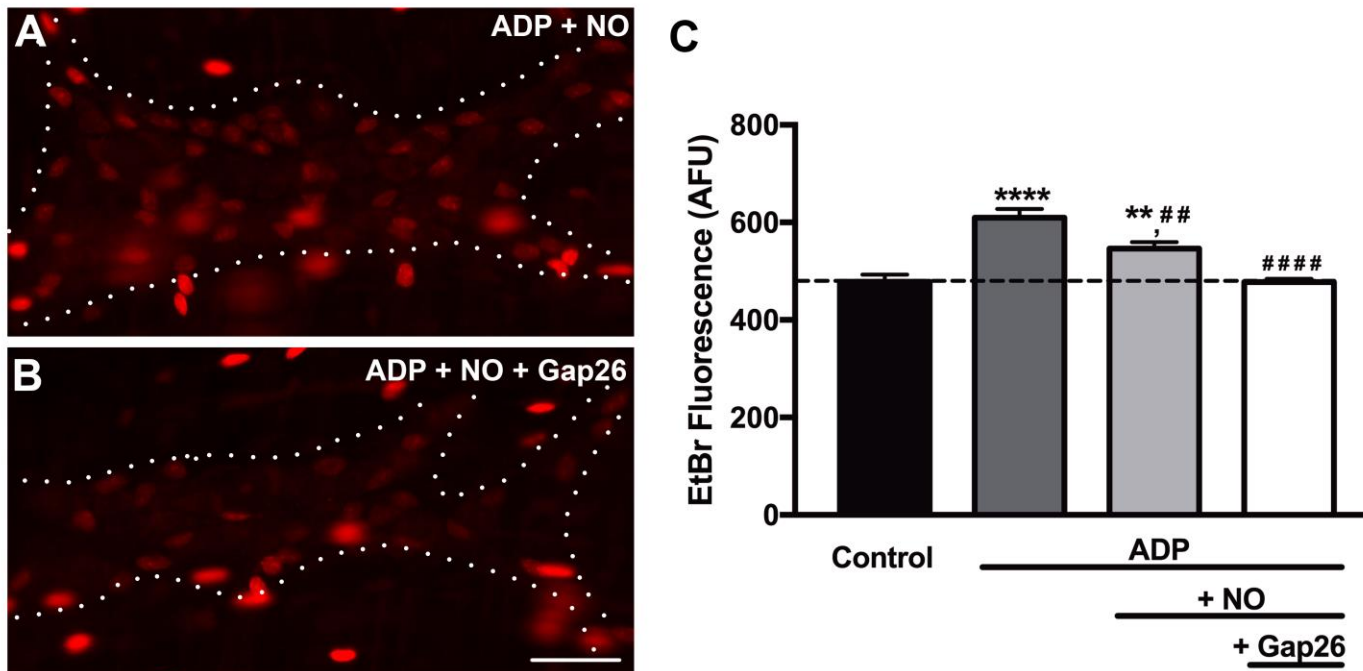 A
ADP + NO
B
ADP + NO + Gap26
C
EtBr Fluorescence (AFU)
800
600
400
200
0
****
**,##
####
Control
ADP
+ NO
+ Gap26